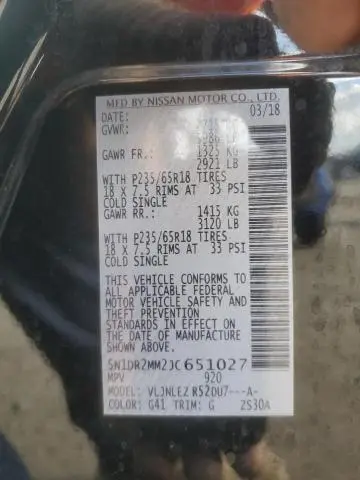 MFD BY NISSAN MOTOR CO., LTD.
DATE: 03/18
GVWR:
GAWR FR.: 1325 KG
2921 LB
WITH P235/65R18 TIRES
18 X 7.5 RIMS AT 33 PSI
COLD SINGLE
GAWR RR.: 1415 KG
3120 LB
WITH P235/65R18 TIRES
18 X 7.5 RIMS AT 33 PSI
COLD SINGLE
THIS VEHICLE CONFORMS TO
ALL APPLICABLE FEDERAL
MOTOR VEHICLE SAFETY AND
THEFT PREVENTION
STANDARDS IN EFFECT ON
THE DATE OF MANUFACTURE
SHOWN ABOVE.
5N1DR2MM2JC651027
MPV 920
MODEL: VLJNLEZ R52DU7---A-
COLOR: G41 TRIM: G ZS30A